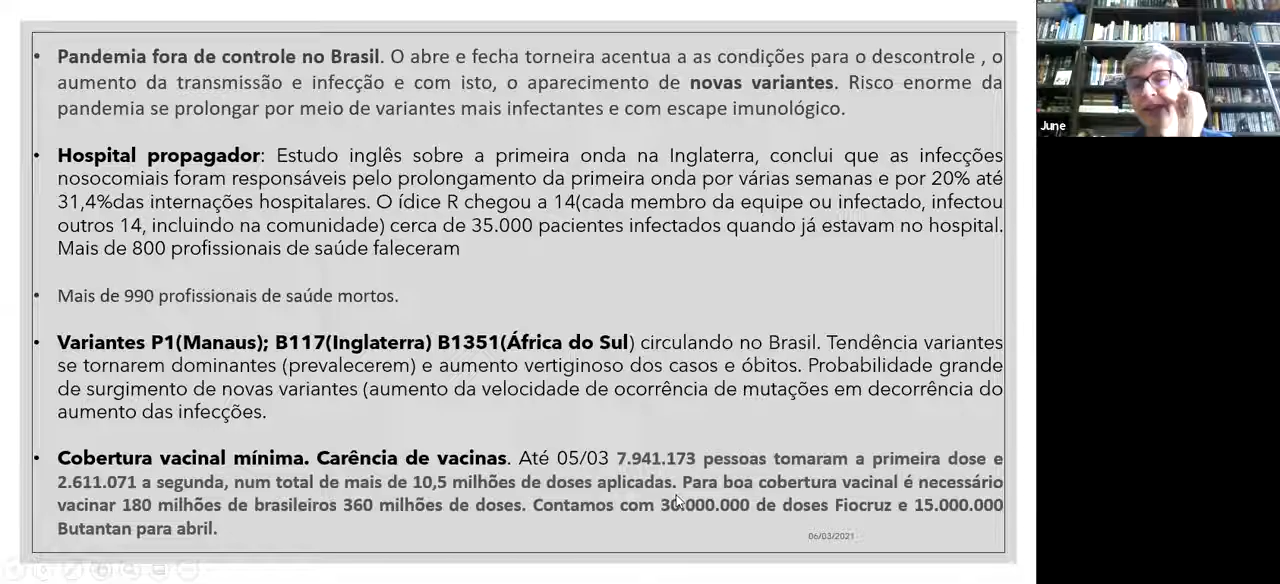 • Pandemia fora de controle no Brasil. O abre e fecha torneira acentua a as condições para o descontrole , o
aumento da transmissão e infecção e com isto, o aparecimento de novas variantes. Risco enorme da
pandemia se prolongar por meio de variantes mais infectantes e com escape imunológico.
• Hospital propagador: Estudo inglês sobre a primeira onda na Inglaterra, conclui que as infecções
nosocomiais foram responsáveis pelo prolongamento da primeira onda por várias semanas e por 20% até
31,4%das internações hospitalares. O ídice R chegou a 14(cada membro da equipe ou infectado, infectou
outros 14, incluindo na comunidade) cerca de 35.000 pacientes infectados quando já estavam no hospital.
Mais de 800 profissionais de saúde faleceram
• Mais de 990 profissionais de saúde mortos.
• Variantes P1(Manaus); B117(Inglaterra) B1351(África do Sul) circulando no Brasil. Tendência variantes
se tornarem dominantes (prevalecerem) e aumento vertiginoso dos casos e óbitos. Probabilidade grande
de surgimento de novas variantes (aumento da velocidade de ocorrência de mutações em decorrência do
aumento das infecções.
• Cobertura vacinal mínima. Carência de vacinas. Até 05/03 7.941.173 pessoas tomaram a primeira dose e
2.611.071 a segunda, num total de mais de 10,5 milhões de doses aplicadas. Para boa cobertura vacinal é necessário
vacinar 180 milhões de brasileiros 360 milhões de doses. Contamos com 30.000.000 de doses Fiocruz e 15.000.000
Butantan para abril.
06/03/2021
June